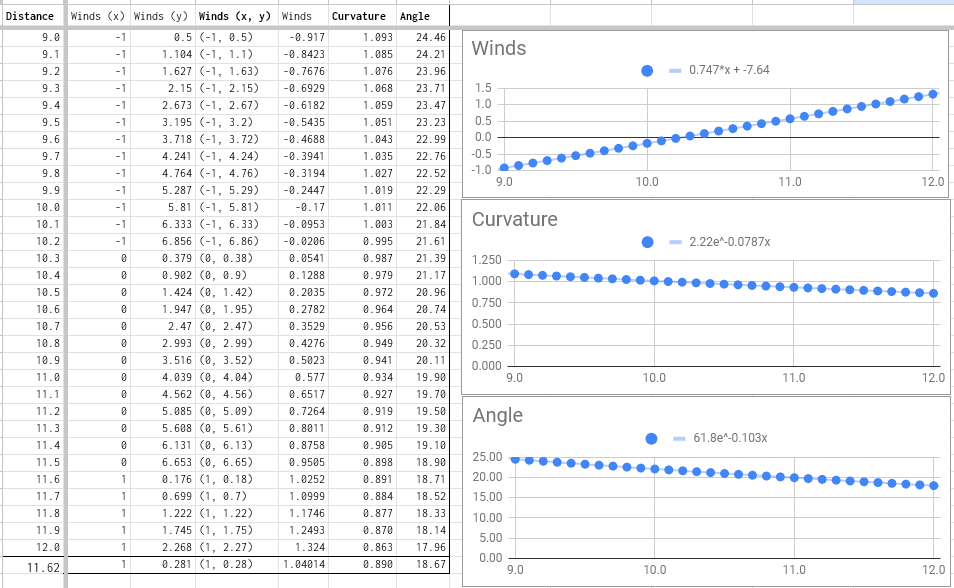 Distance Winds (x) Winds (y) Winds (x, y) Winds Curvature Angle
9.0 -1 0.5 (-1, 0.5) -0.917 1.093 24.46
9.1 -1 1.104 (-1, 1.1) -0.8423 1.085 24.21
9.2 -1 1.627 (-1, 1.63) -0.7676 1.076 23.96
9.3 -1 2.15 (-1, 2.15) -0.6929 1.068 23.71
9.4 -1 2.673 (-1, 2.67) -0.6182 1.059 23.47
9.5 -1 3.195 (-1, 3.2) -0.5435 1.051 23.23
9.6 -1 3.718 (-1, 3.72) -0.4688 1.043 22.99
9.7 -1 4.241 (-1, 4.24) -0.3941 1.035 22.76
9.8 -1 4.764 (-1, 4.76) -0.3194 1.027 22.52
9.9 -1 5.287 (-1, 5.29) -0.2447 1.019 22.29
10.0 -1 5.81 (-1, 5.81) -0.17 1.011 22.06
10.1 -1 6.333 (-1, 6.33) -0.0953 1.003 21.84
10.2 -1 6.856 (-1, 6.86) -0.0206 0.995 21.61
10.3 0 0.379 (0, 0.38) 0.0541 0.987 21.39
10.4 0 0.902 (0, 0.9) 0.1288 0.979 21.17
10.5 0 1.424 (0, 1.42) 0.2035 0.972 20.96
10.6 0 1.947 (0, 1.95) 0.2782 0.964 20.74
10.7 0 2.47 (0, 2.47) 0.3529 0.956 20.53
10.8 0 2.993 (0, 2.99) 0.4276 0.949 20.32
10.9 0 3.516 (0, 3.52) 0.5023 0.941 20.11
11.0 0 4.039 (0, 4.04) 0.577 0.934 19.90
11.1 0 4.562 (0, 4.56) 0.6517 0.927 19.70
11.2 0 5.085 (0, 5.09) 0.7264 0.919 19.50
11.3 0 5.608 (0, 5.61) 0.8011 0.912 19.30
11.4 0 6.131 (0, 6.13) 0.8758 0.905 19.10
11.5 0 6.653 (0, 6.65) 0.9505 0.898 18.90
11.6 1 0.176 (1, 0.18) 1.0252 0.891 18.71
11.7 1 0.699 (1, 0.7) 1.0999 0.884 18.52
11.8 1 1.222 (1, 1.22) 1.1746 0.877 18.33
11.9 1 1.745 (1, 1.75) 1.2493 0.870 18.14
12.0 1 2.268 (1, 2.27) 1.324 0.863 17.96
11.62 1 0.281 (1, 0.28) 1.04014 0.890 18.67
Winds
0.747*x + -7.64
1.5
1.0
0.5
0.0
-0.5
-1.0
9.0 10.0 11.0 12.0
Curvature
2.22e^-0.0787x
1.250
1.000
0.750
0.500
0.250
0.000
9.0 10.0 11.0 12.0
Angle
61.8e^-0.103x
25.00
20.00
15.00
10.00
5.00
0.00
9.0 10.0 11.0 12.0